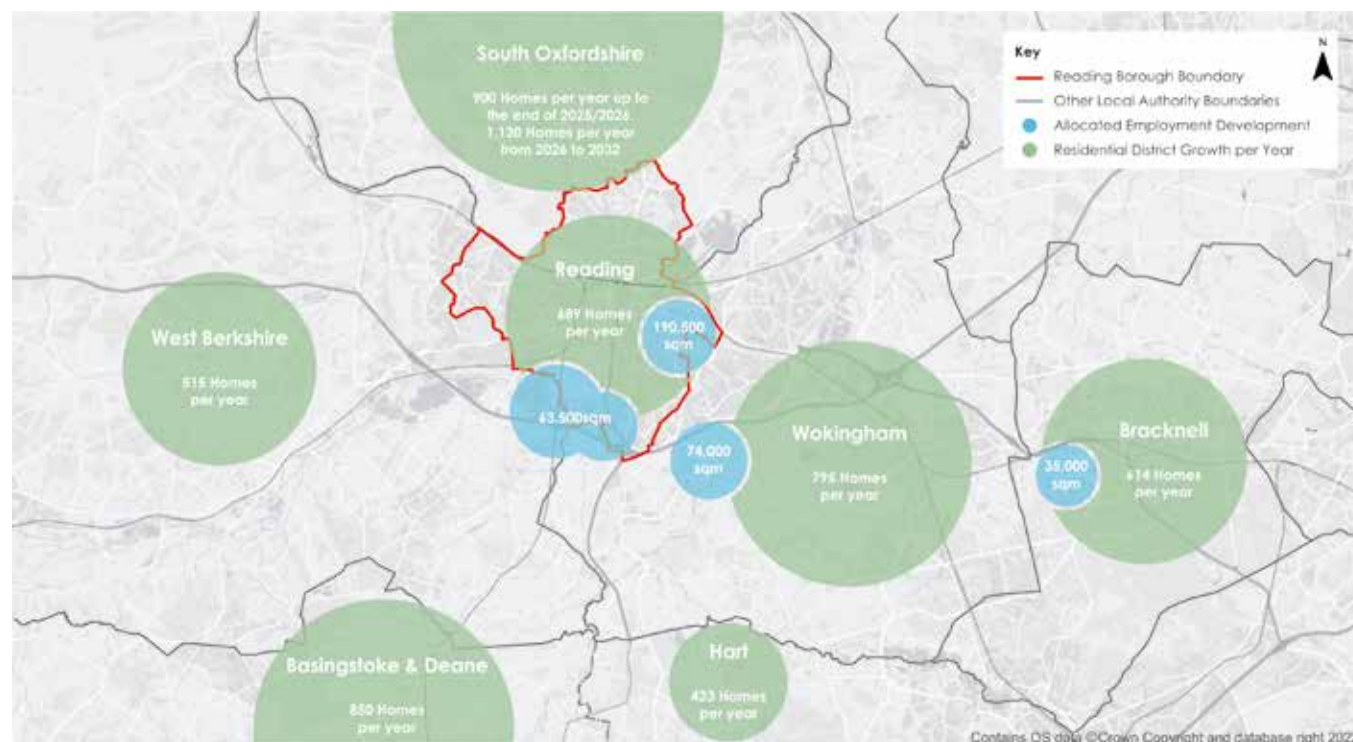 South Oxfordshire
900 Homes per year up to
the end of 2025/2026
1,120 Homes per year
from 2026 to 2032
Key
N
Reading Borough Boundary
Other Local Authority Boundaries
Allocated Employment Development
Residential District Growth per Year
Reading
689 Homes
per year
190,500
sqm
West Berkshire
515 Homes
per year
63,500sqm
74,000
sqm
Wokingham
795 Homes
per year
Bracknell
614 Homes
per year
35,000
sqm
Basingstoke & Deane
850 Homes
per year
Hart
423 Homes
per year
Contains OS data ©Crown Copyright and database right